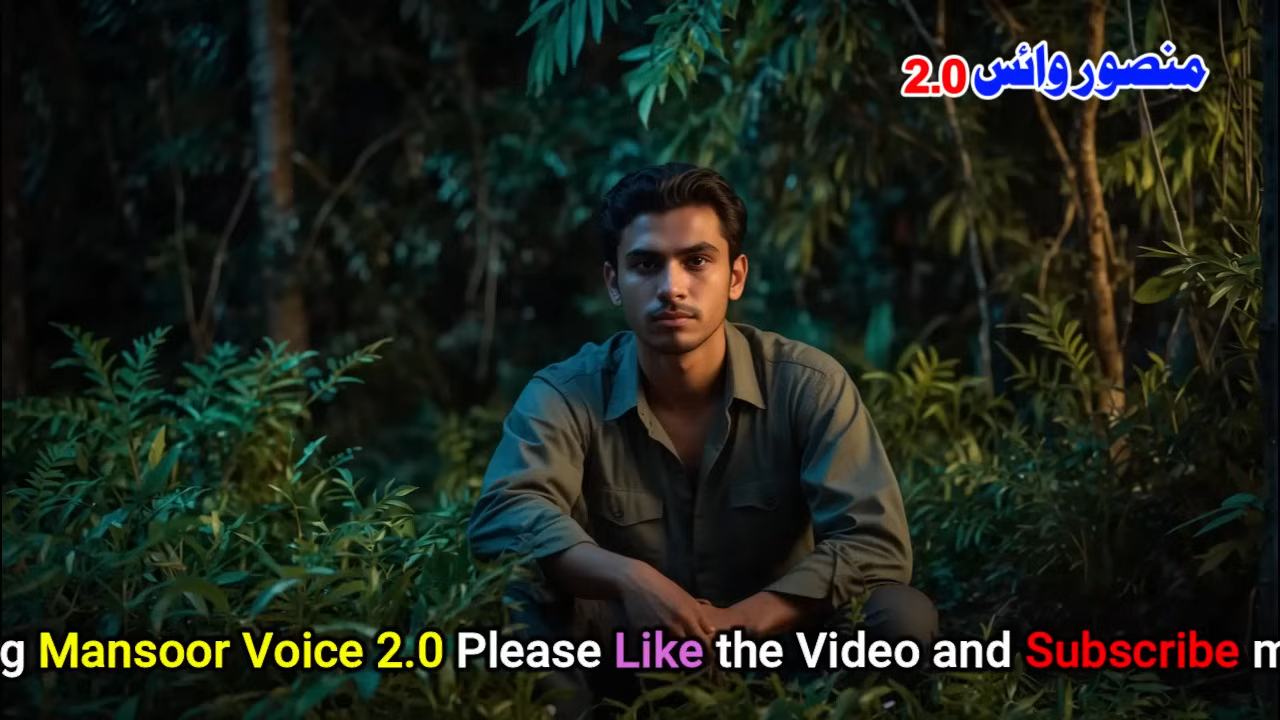 منصور وائس 2.0
g Mansoor Voice 2.0 Please Like the Video and Subscribe m